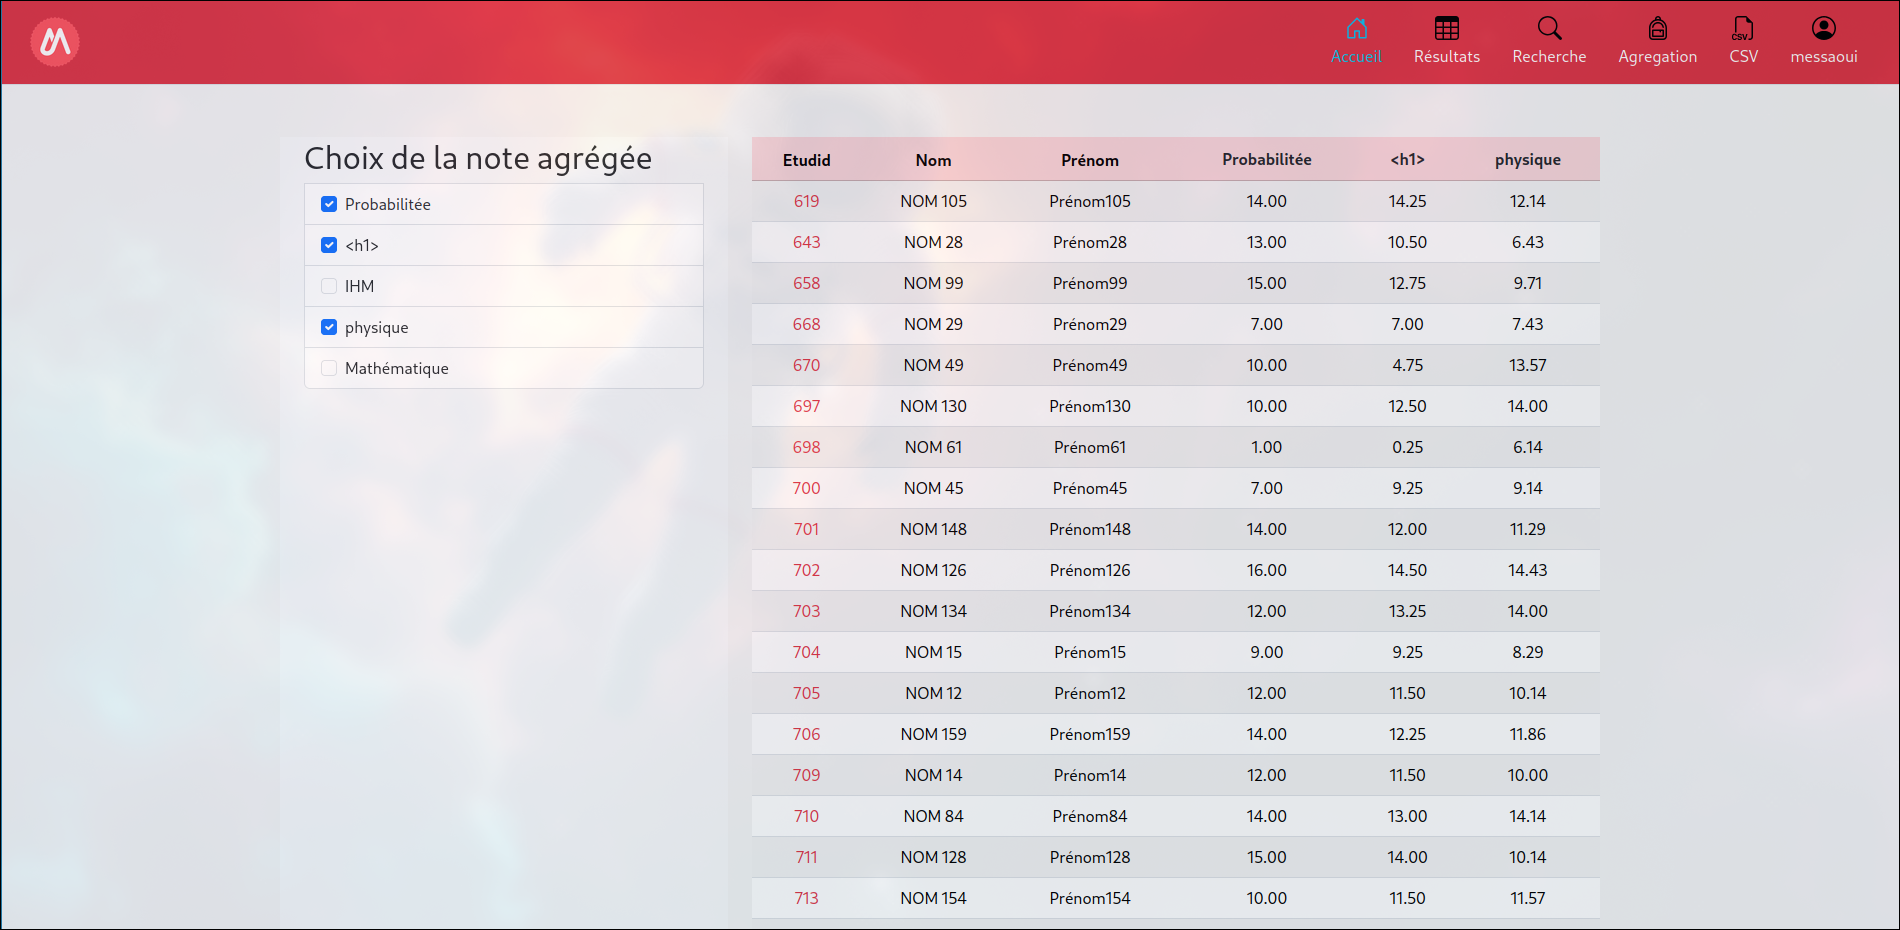 Accueil Résultats Recherche Agregation CSV messaoui
Choix de la note agrégée
Probabilitée
<h1>
IHM
physique
Mathématique
Etudid Nom Prénom Probabilitée <h1> physique
619 NOM 105 Prénom105 14.00 14.25 12.14
643 NOM 28 Prénom28 13.00 10.50 6.43
658 NOM 99 Prénom99 15.00 12.75 9.71
668 NOM 29 Prénom29 7.00 7.00 7.43
670 NOM 49 Prénom49 10.00 4.75 13.57
697 NOM 130 Prénom130 10.00 12.50 14.00
698 NOM 61 Prénom61 1.00 0.25 6.14
700 NOM 45 Prénom45 7.00 9.25 9.14
701 NOM 148 Prénom148 14.00 12.00 11.29
702 NOM 126 Prénom126 16.00 14.50 14.43
703 NOM 134 Prénom134 12.00 13.25 14.00
704 NOM 15 Prénom15 9.00 9.25 8.29
705 NOM 12 Prénom12 12.00 11.50 10.14
706 NOM 159 Prénom159 14.00 12.25 11.86
709 NOM 14 Prénom14 12.00 11.50 10.00
710 NOM 84 Prénom84 14.00 13.00 14.14
711 NOM 128 Prénom128 15.00 14.00 10.14
713 NOM 154 Prénom154 10.00 11.50 11.57